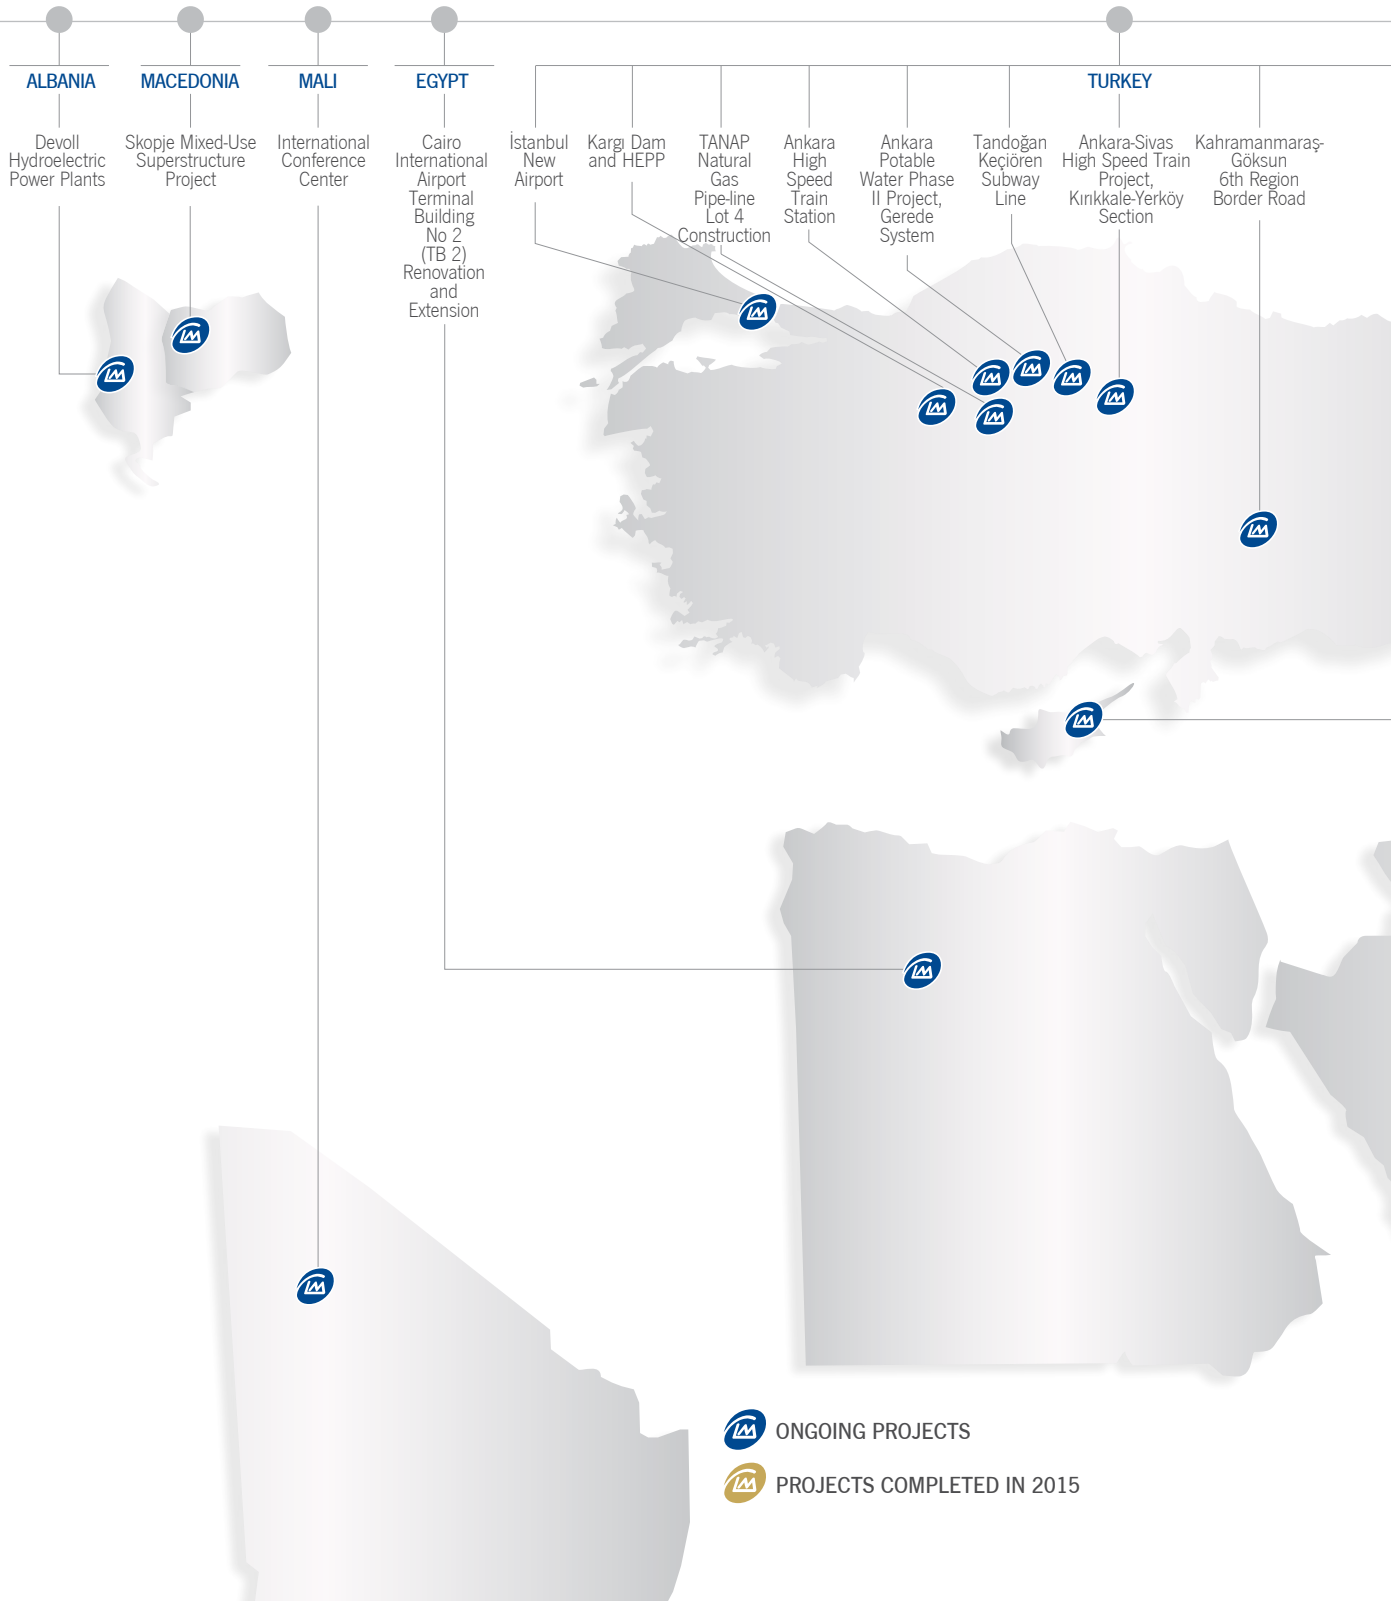 ALBANIA
Devoll
Hydroelectric
Power Plants
MACEDONIA
Skopje Mixed-Use
Superstructure
Project
MALI
International
Conference
Center
EGYPT
Cairo
International
Airport
Terminal
Building
No 2
(TB 2)
Renovation
and
Extension
TURKEY
İstanbul
New
Airport
Kargı Dam
and HEPP
TANAP
Natural
Gas
Pipe-line
Lot 4
Construction
Ankara
High
Speed
Train
Station
Ankara
Potable
Water Phase
II Project,
Gerede
System
Tandoğan
Keçiören
Subway
Line
Ankara-Sivas
High Speed Train
Project,
Kırıkkale-Yerköy
Section
Kahramanmaraş-
Göksun
6th Region
Border Road
ONGOING PROJECTS
PROJECTS COMPLETED IN 2015